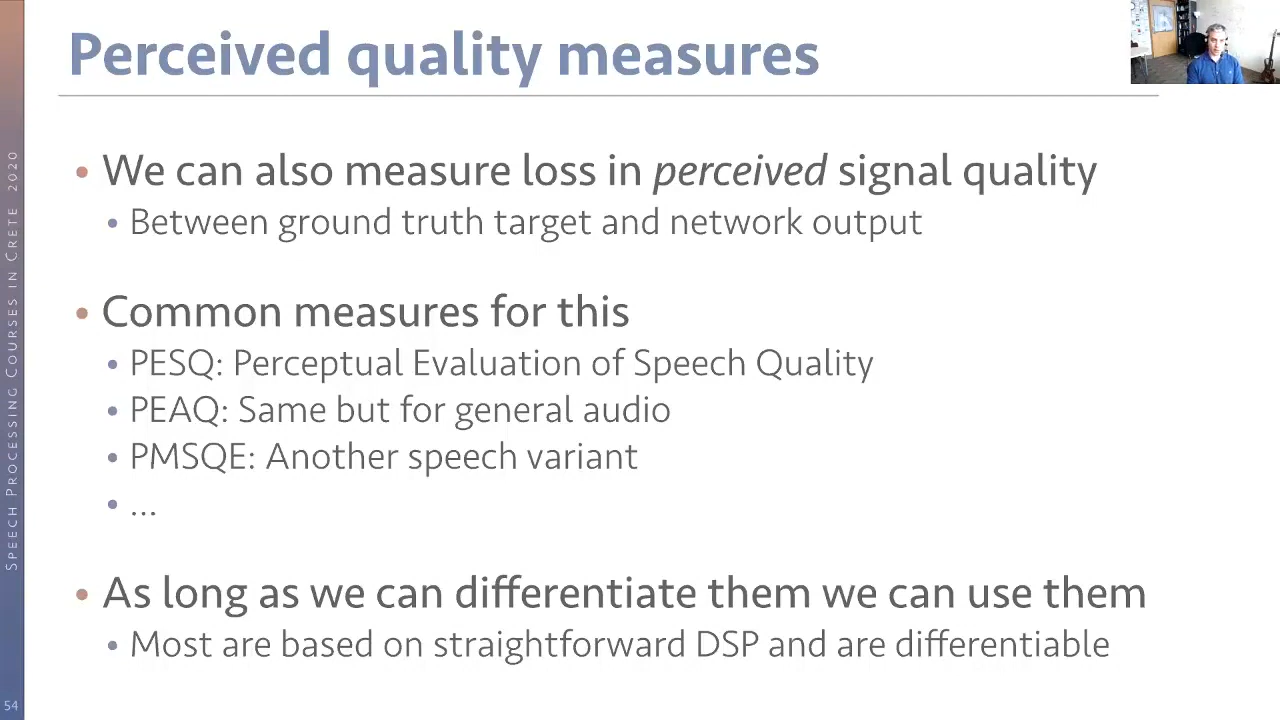 Perceived quality measures
• We can also measure loss in perceived signal quality
• Between ground truth target and network output
• Common measures for this
• PESQ: Perceptual Evaluation of Speech Quality
• PEAQ: Same but for general audio
• PMSQE: Another speech variant
• ...
• As long as we can differentiate them we can use them
• Most are based on straightforward DSP and are differentiable
SPEECH PROCESSING COURSES IN CRETE 2020
54